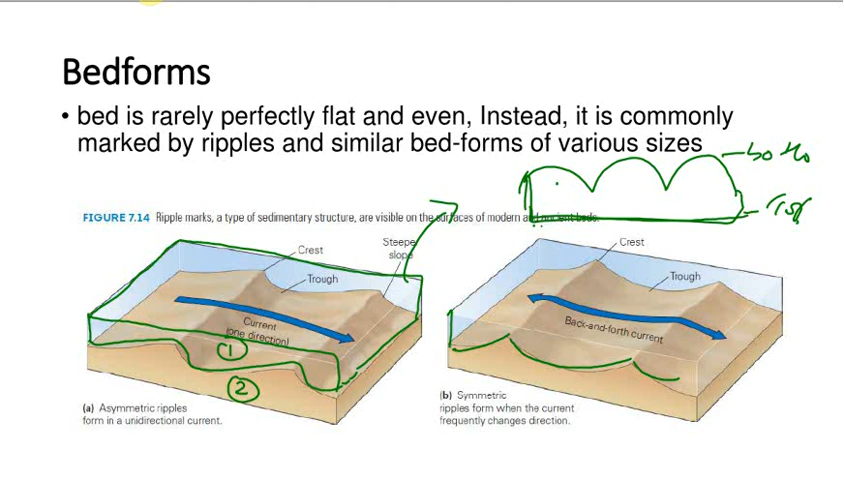 Bedforms
• bed is rarely perfectly flat and even, Instead, it is commonly
marked by ripples and similar bed-forms of various sizes
FIGURE 7.14 Ripple marks, a type of sedimentary structure, are visible on the surfaces of modern and ancient beds.
Crest
Trough
Steeper
slope
Current
(one direction)
1
2
(a) Asymmetric ripples
form in a unidirectional current.
Crest
Trough
Back-and-forth current
(b) Symmetric
ripples form when the current
frequently changes direction.